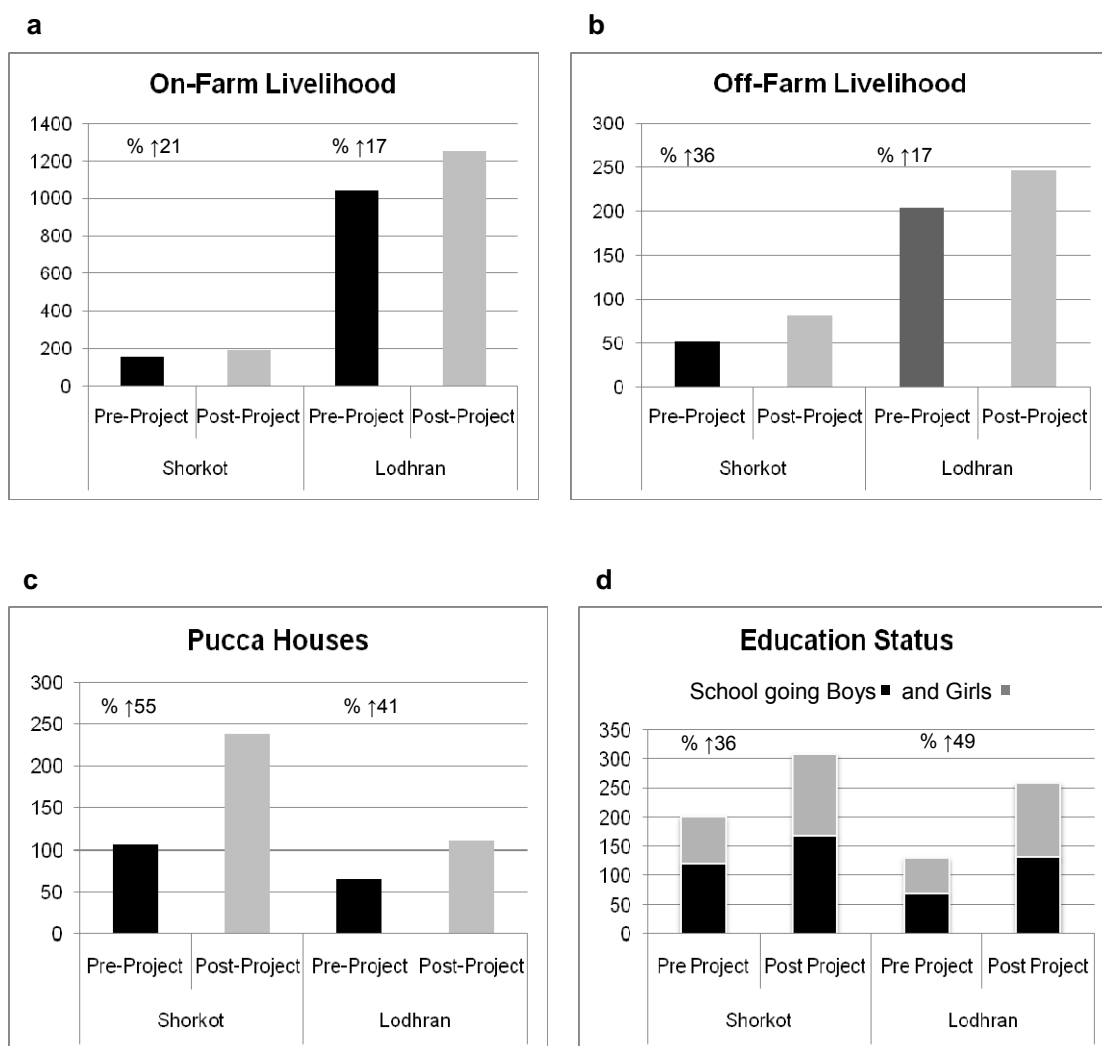 a
On-Farm Livelihood
1400
1200
1000
800
600
400
200
0
% ↑21
% ↑17
Pre-Project Post-Project Pre-Project Post-Project
Shorkot Lodhran
b
Off-Farm Livelihood
300
250
200
150
100
50
0
% ↑36
% ↑17
Pre-Project Post-Project Pre-Project Post-Project
Shorkot Lodhran
c
Pucca Houses
300
250
200
150
100
50
0
% ↑55
% ↑41
Pre-Project Post-Project Pre-Project Post-Project
Shorkot Lodhran
d
Education Status
School going Boys ■ and Girls ■
350
300
250
200
150
100
50
0
% ↑36
% ↑49
Pre Project Post Project Pre Project Post Project
Shorkot Lodhran